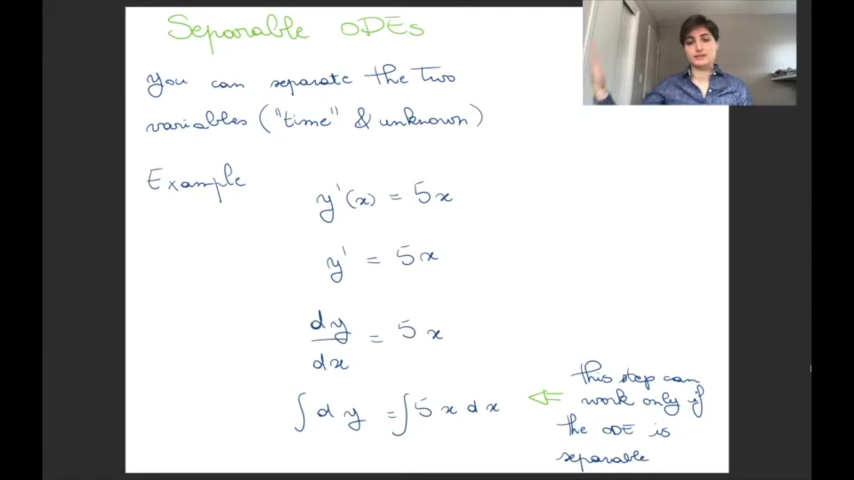 Separable ODEs
You can separate the two
variables ("time" & unknown)
Example
y'(x) = 5x
y' = 5x
dy/dx = 5x
∫dy = ∫5x dx
this step can
work only if
the ODE is
separable